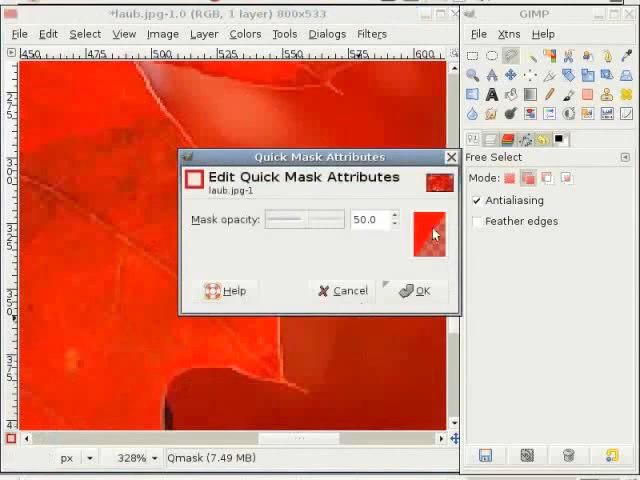 *laub.jpg-1.0 (RGB, 1 layer) 800x533
File Edit Select View Image Layer Colors Tools Dialogs Filters
450 475 500 525 550 575 600
GIMP
File Xtns Help
Free Select
Mode:
Antialiasing
Feather edges
Edit Quick Mask Attributes
Edit Quick Mask Attributes
laub.jpg-1
Mask opacity: 50.0
Help Cancel OK
px 328% Qmask (7.49 MB)